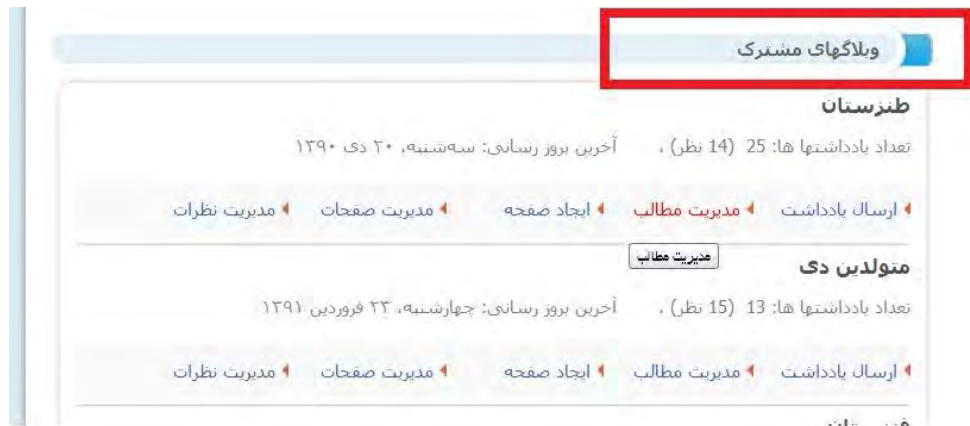 وبلاگهای مشترک
طنزستان
تعداد یادداشتها ها: 25 (14 نظر) ، آخرین بروز رسانی: سه‌شنبه، ۲۰ دی ۱۳۹۰
ارسال یادداشت مدیریت مطالب ایجاد صفحه مدیریت صفحات مدیریت نظرات
مدیریت مطالب
متولدین دی
تعداد یادداشتها ها: 13 (15 نظر) ، آخرین بروز رسانی: چهارشنبه، ۲۳ فروردین ۱۳۹۱
ارسال یادداشت مدیریت مطالب ایجاد صفحه مدیریت صفحات مدیریت نظرات